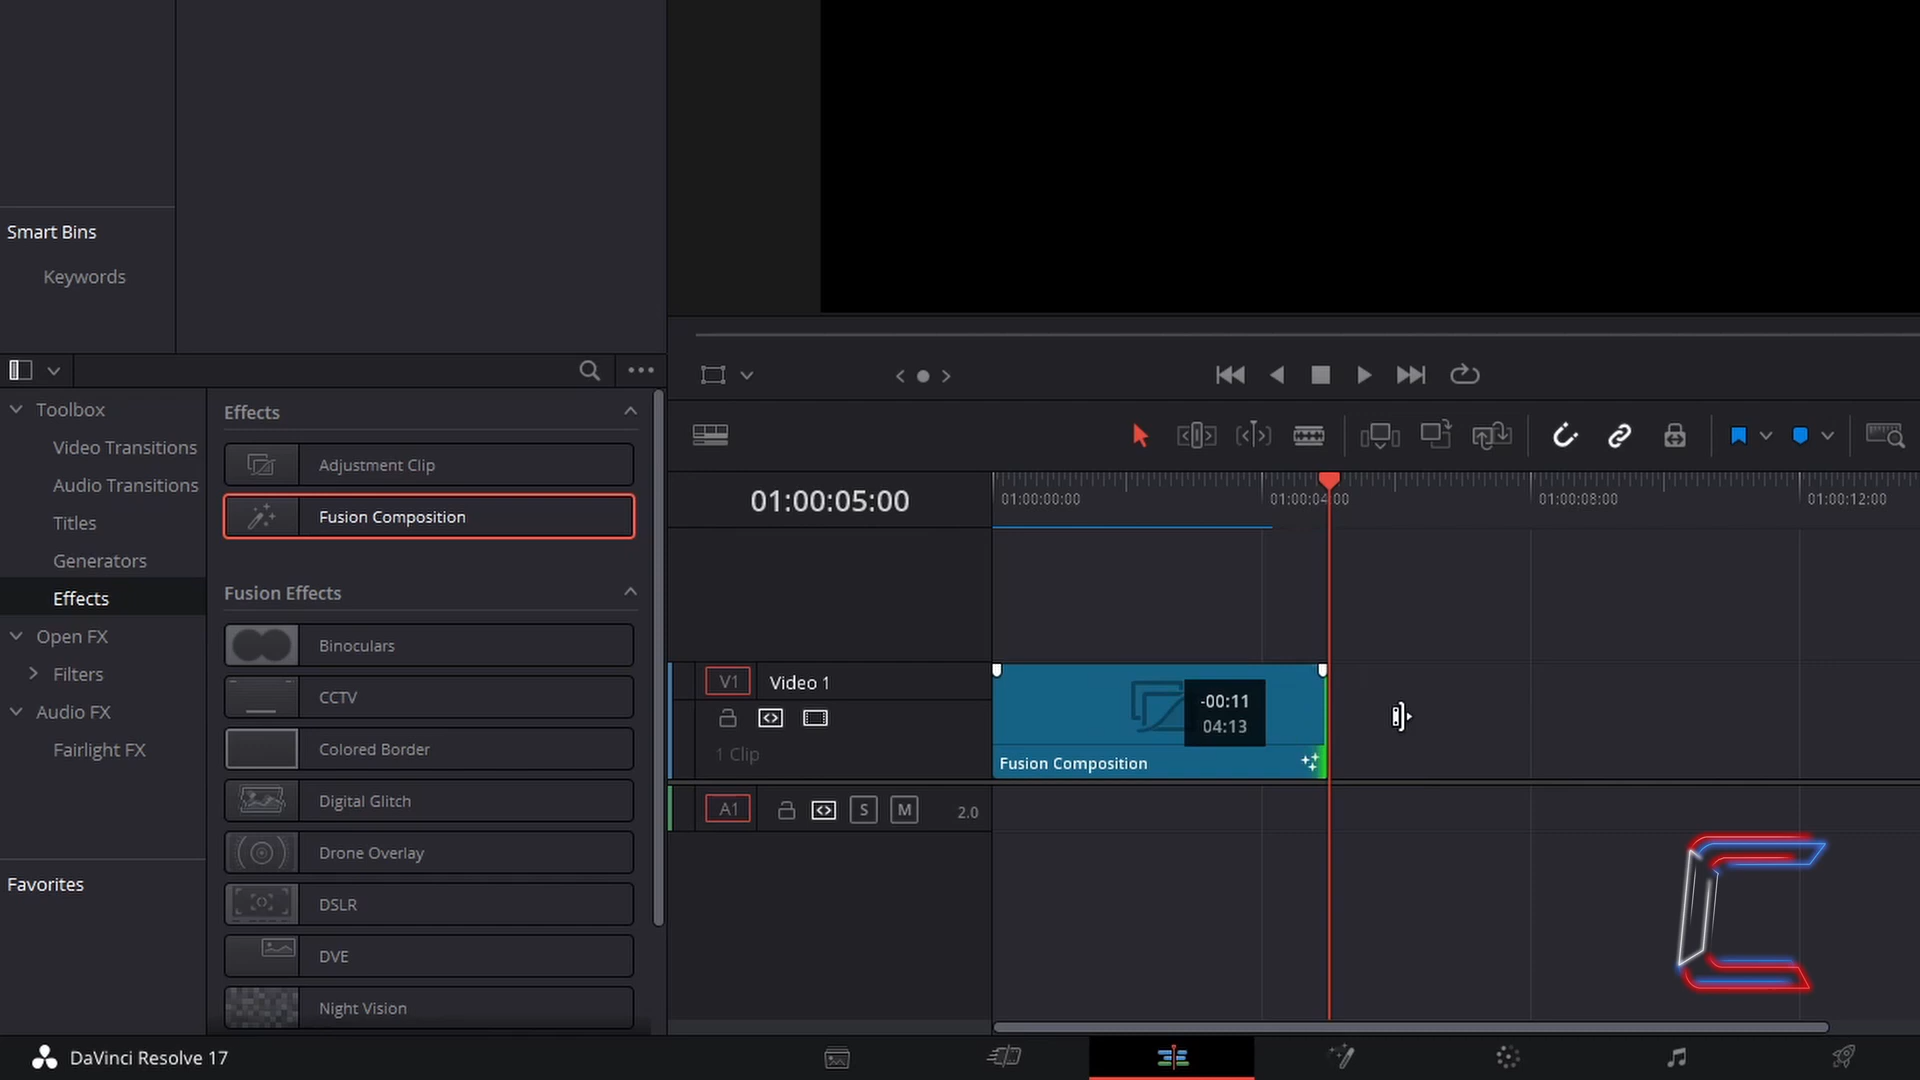 Smart Bins
Keywords
Toolbox
Video Transitions
Audio Transitions
Titles
Generators
Effects
Open FX
Filters
Audio FX
Fairlight FX
Favorites
Effects
Adjustment Clip
Fusion Composition
Fusion Effects
Binoculars
CCTV
Colored Border
Digital Glitch
Drone Overlay
DSLR
DVE
Night Vision
01:00:05:00
01:00:00:00
01:00:04:00
01:00:08:00
01:00:12:00
V1 Video 1
1 Clip
-00:11
04:13
Fusion Composition
A1 S M 2.0
DaVinci Resolve 17